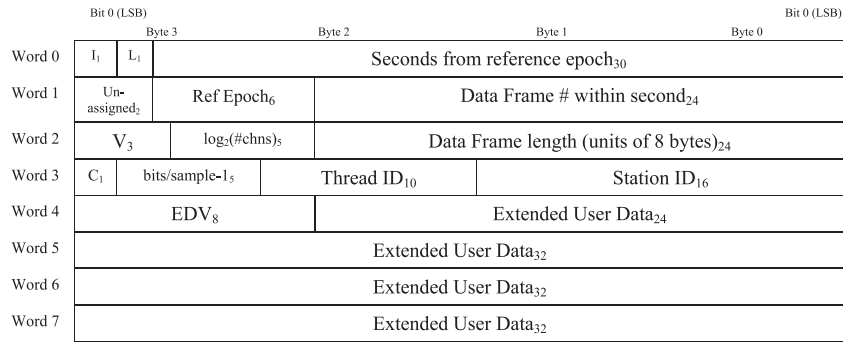 Bit 0 (LSB) Bit 0 (LSB)
Byte 3 Byte 2 Byte 1 Byte 0
Word 0 I₁ L₁ Seconds from reference epoch₃₀
Word 1 Un-assigned₂ Ref Epoch₆ Data Frame # within second₂₄
Word 2 V₃ log₂(#chns)₅ Data Frame length (units of 8 bytes)₂₄
Word 3 C₁ bits/sample-1₅ Thread ID₁₀ Station ID₁₆
Word 4 EDV₈ Extended User Data₂₄
Word 5 Extended User Data₃₂
Word 6 Extended User Data₃₂
Word 7 Extended User Data₃₂